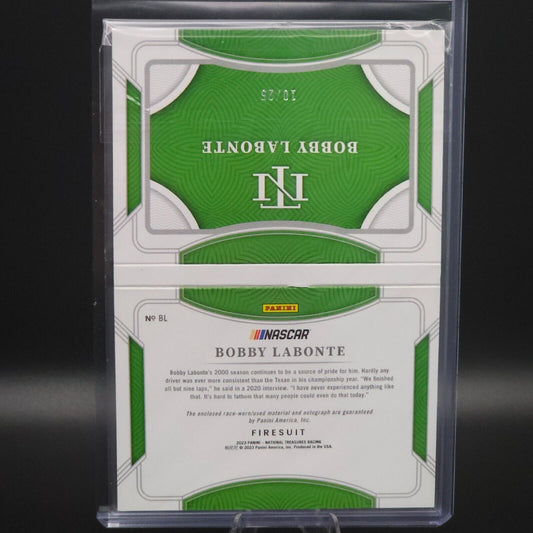 10/25
BOBBY LABONTE
NT
PANINI
Nº BL
NASCAR
BOBBY LABONTE
Bobby Labonte's 2000 season continues to be a source of pride for him. Hardly any
driver was ever more consistent than the Texan in his championship year. "We finished
all but nine laps," he said in a 2020 interview. "I have never experienced anything like
that. It's hard to fathom that many people could even do that today."
The enclosed race-worn/used material and autograph are guaranteed
by Panini America, Inc.
FIRESUIT
2023 PANINI - NATIONAL TREASURES RACING
© 2023 Panini America, Inc. Produced in the USA.